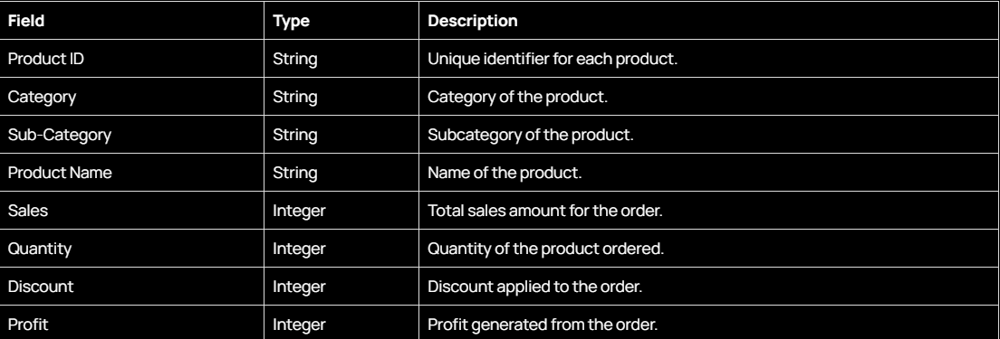 Field Type Description
Product ID String Unique identifier for each product.
Category String Category of the product.
Sub-Category String Subcategory of the product.
Product Name String Name of the product.
Sales Integer Total sales amount for the order.
Quantity Integer Quantity of the product ordered.
Discount Integer Discount applied to the order.
Profit Integer Profit generated from the order.